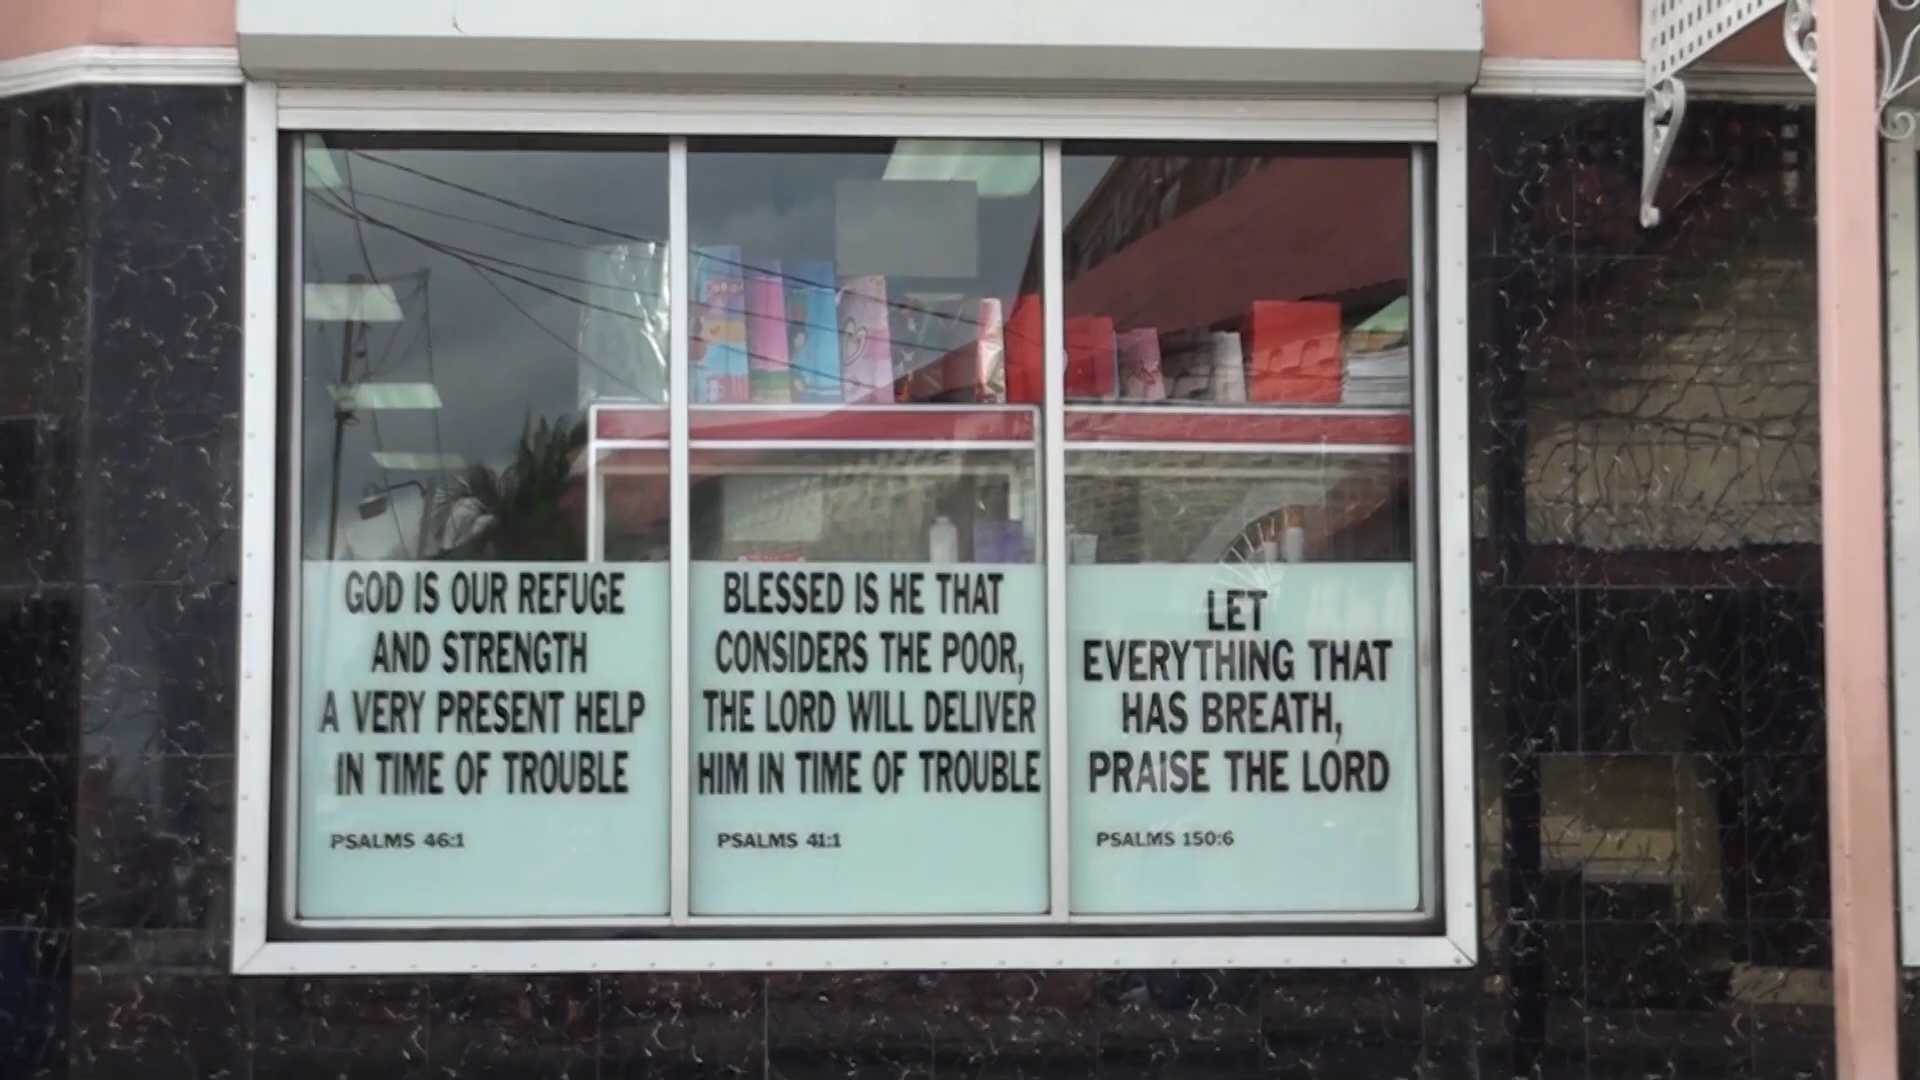 GOD IS OUR REFUGE
AND STRENGTH
A VERY PRESENT HELP
IN TIME OF TROUBLE
PSALMS 46:1
BLESSED IS HE THAT
CONSIDERS THE POOR,
THE LORD WILL DELIVER
HIM IN TIME OF TROUBLE
PSALMS 41:1
LET
EVERYTHING THAT
HAS BREATH,
PRAISE THE LORD
PSALMS 150:6